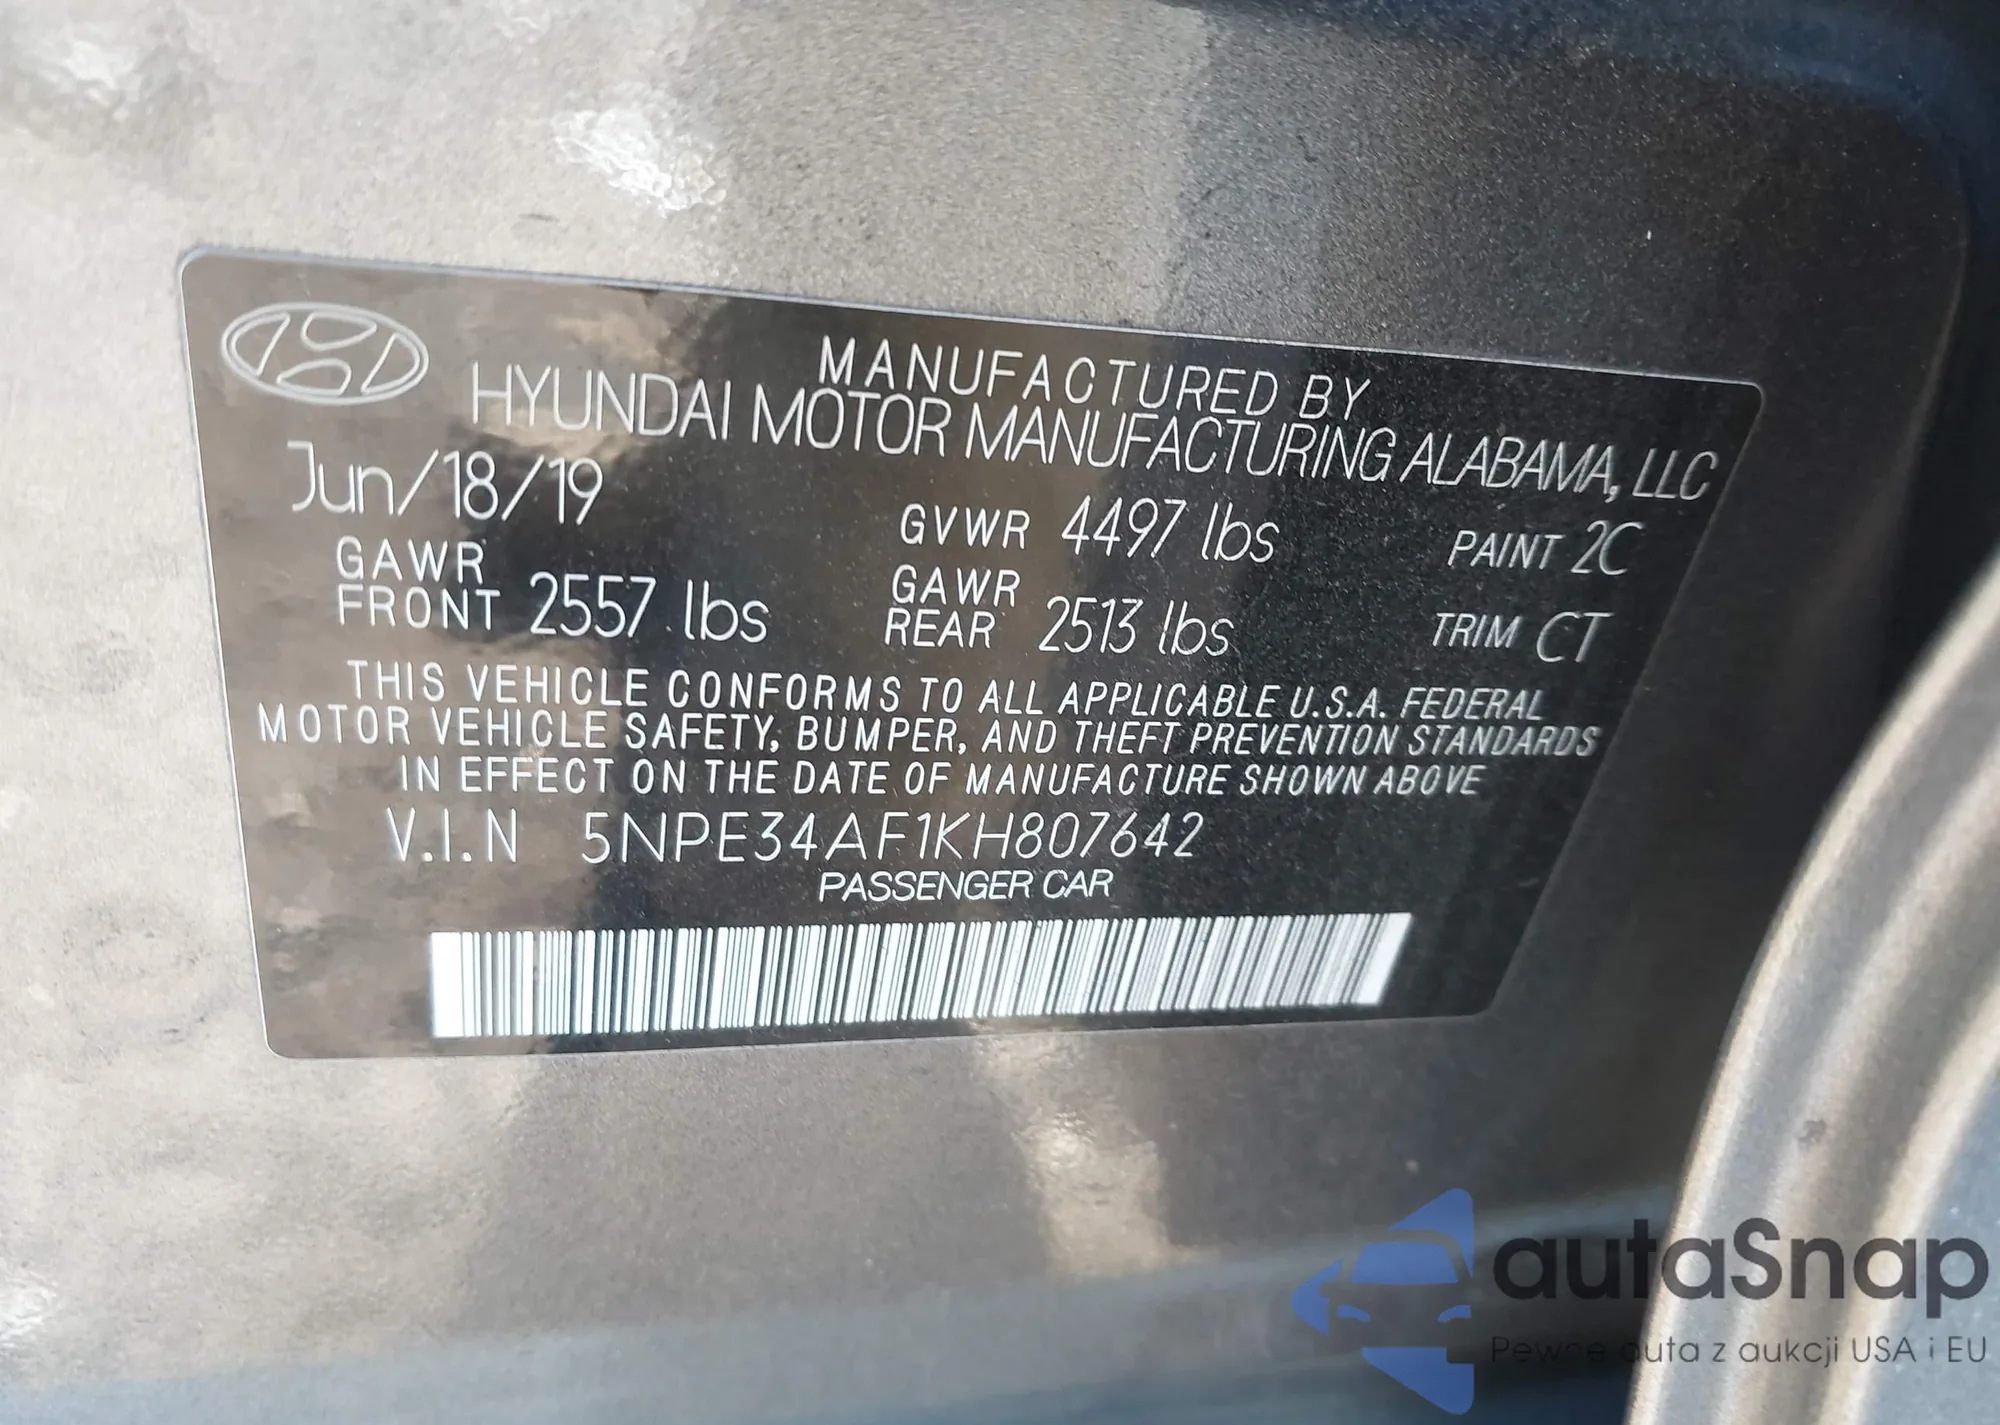 MANUFACTURED BY
HYUNDAI MOTOR MANUFACTURING ALABAMA, LLC
Jun/18/19
GVWR 4497 lbs
PAINT 2C
GAWR
FRONT 2557 lbs
GAWR
REAR 2513 lbs
TRIM CT
THIS VEHICLE CONFORMS TO ALL APPLICABLE U.S.A. FEDERAL
MOTOR VEHICLE SAFETY, BUMPER, AND THEFT PREVENTION STANDARDS
IN EFFECT ON THE DATE OF MANUFACTURE SHOWN ABOVE
V.I.N 5NPE34AF1KH807642
PASSENGER CAR
autaSnap
Pewne auta z aukcji USA i EU